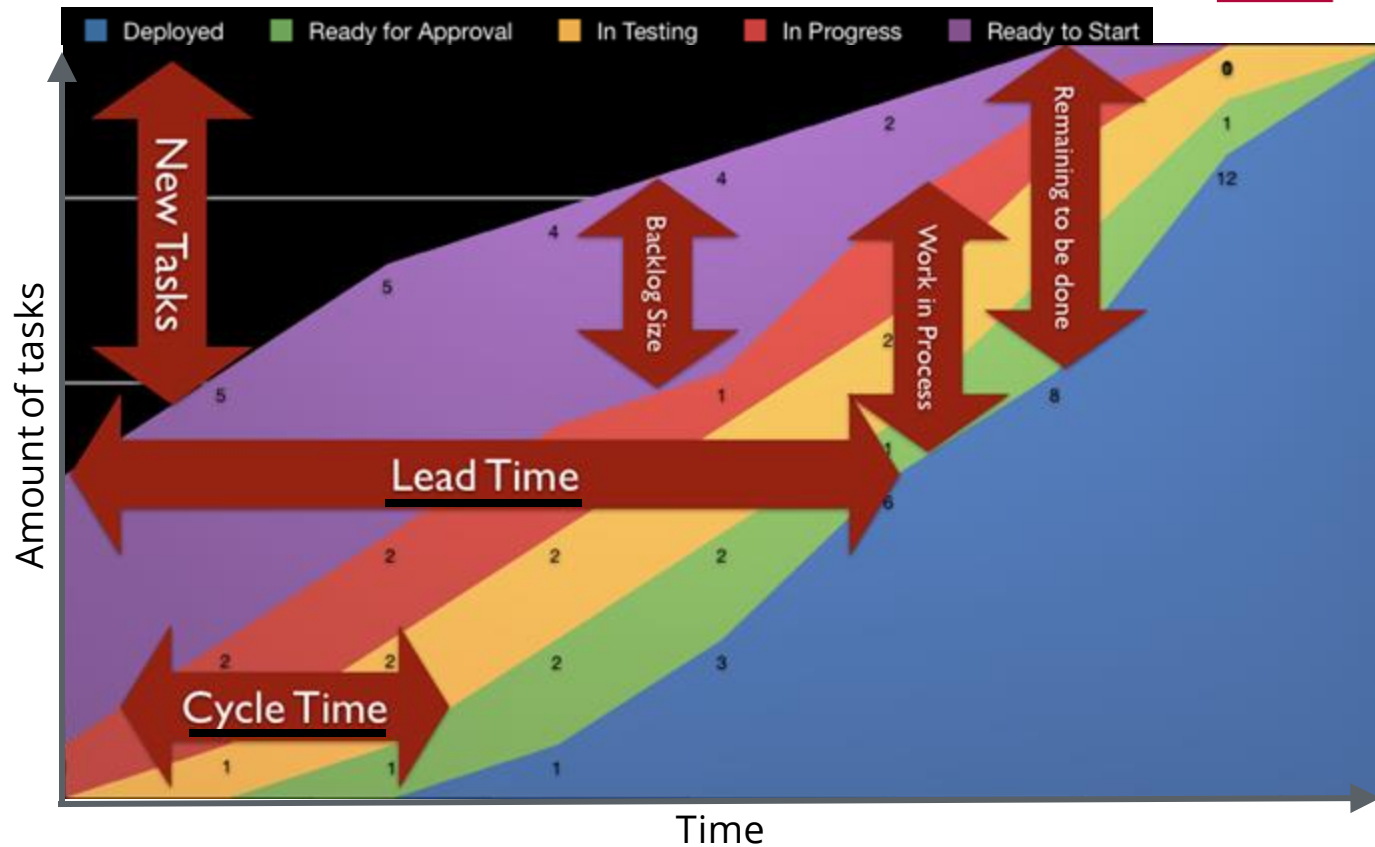 Deployed Ready for Approval In Testing In Progress Ready to Start
Amount of tasks
New Tasks
Backlog Size
Work in Process
Remaining to be done
Lead Time
Cycle Time
0
2 1
4 12
4
5
2
5 1 8
1
6
2 2 2
2 2 2 3
1 1 1
Time